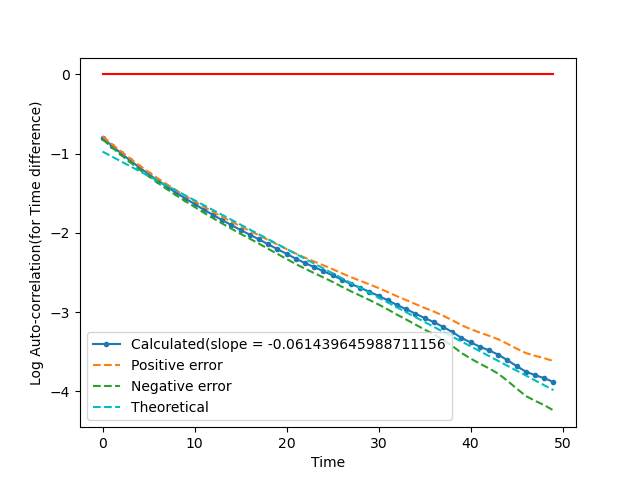 0
−1
−2
−3
−4
Log Auto-correlation(for Time difference)
Calculated(slope = -0.061439645988711156
Positive error
Negative error
Theoretical
0 10 20 30 40 50
Time